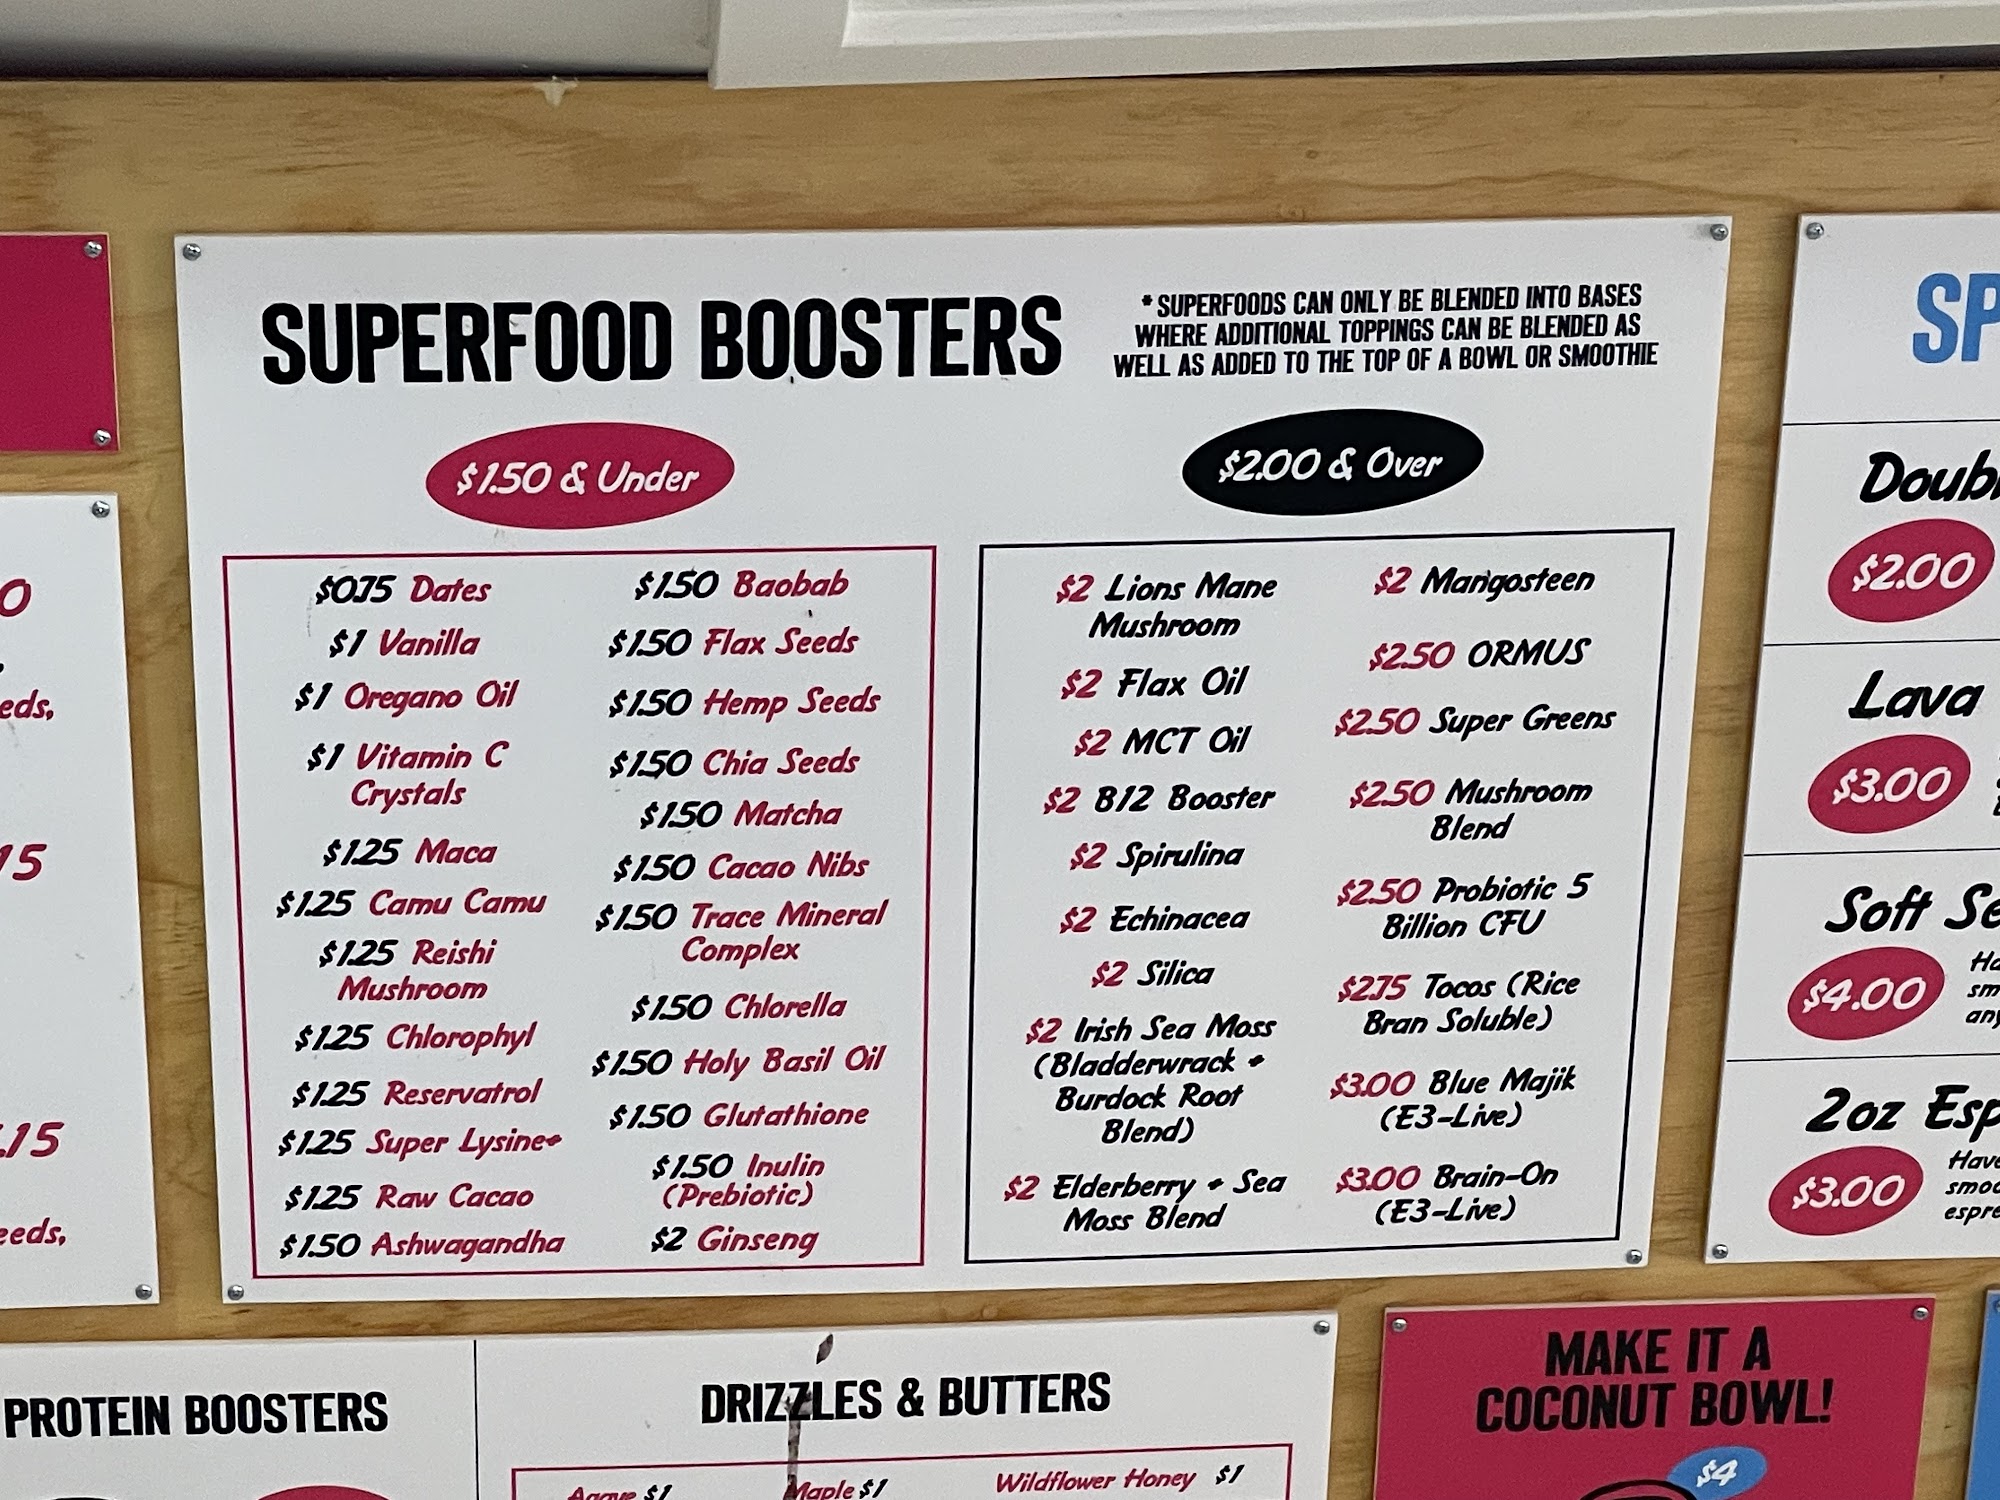 SUPERFOOD BOOSTERS
* SUPERFOODS CAN ONLY BE BLENDED INTO BASES
WHERE ADDITIONAL TOPPINGS CAN BE BLENDED AS
WELL AS ADDED TO THE TOP OF A BOWL OR SMOOTHIE
$1.50 & Under
$0.75 Dates
$1 Vanilla
$1 Oregano Oil
$1 Vitamin C
Crystals
$1.25 Maca
$1.25 Camu Camu
$1.25 Reishi
Mushroom
$1.25 Chlorophyl
$1.25 Reservatrol
$1.25 Super Lysine+
$1.25 Raw Cacao
$1.50 Ashwagandha
$1.50 Baobab
$1.50 Flax Seeds
$1.50 Hemp Seeds
$1.50 Chia Seeds
$1.50 Matcha
$1.50 Cacao Nibs
$1.50 Trace Mineral
Complex
$1.50 Chlorella
$1.50 Holy Basil Oil
$1.50 Glutathione
$1.50 Inulin
(Prebiotic)
$2 Ginseng
$2.00 & Over
$2 Lions Mane
Mushroom
$2 Flax Oil
$2 MCT Oil
$2 B12 Booster
$2 Spirulina
$2 Echinacea
$2 Silica
$2 Irish Sea Moss
(Bladderwrack +
Burdock Root
Blend)
$2 Elderberry + Sea
Moss Blend
$2 Mangosteen
$2.50 ORMUS
$2.50 Super Greens
$2.50 Mushroom
Blend
$2.50 Probiotic 5
Billion CFU
$2.75 Tocos (Rice
Bran Soluble)
$3.00 Blue Majik
(E3-Live)
$3.00 Brain-On
(E3-Live)
$2.00
Lava
$3.00
Soft
$4.00
2oz
$3.00
PROTEIN BOOSTERS
DRIZZLES & BUTTERS
Agave $1
Maple $1
Wildflower Honey $1
MAKE IT A
COCONUT BOWL!
$4